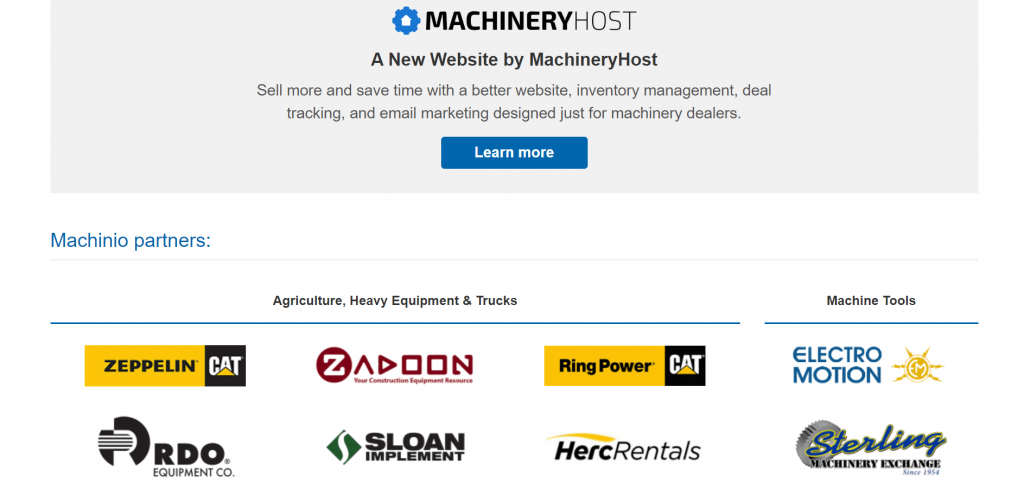 MACHINERYHOST
A New Website by MachineryHost
Sell more and save time with a better website, inventory management, deal
tracking, and email marketing designed just for machinery dealers.
Learn more
Machinio partners:
Agriculture, Heavy Equipment & Trucks
Machine Tools
ZEPPELIN® CAT
ZADOON
Your Construction Equipment Resource
Ring Power® CAT
ELECTRO
MOTION
EM
RDO®
EQUIPMENT CO.
SLOAN
IMPLEMENT
HercRentals
Sterling
MACHINERY EXCHANGE
Since 1954